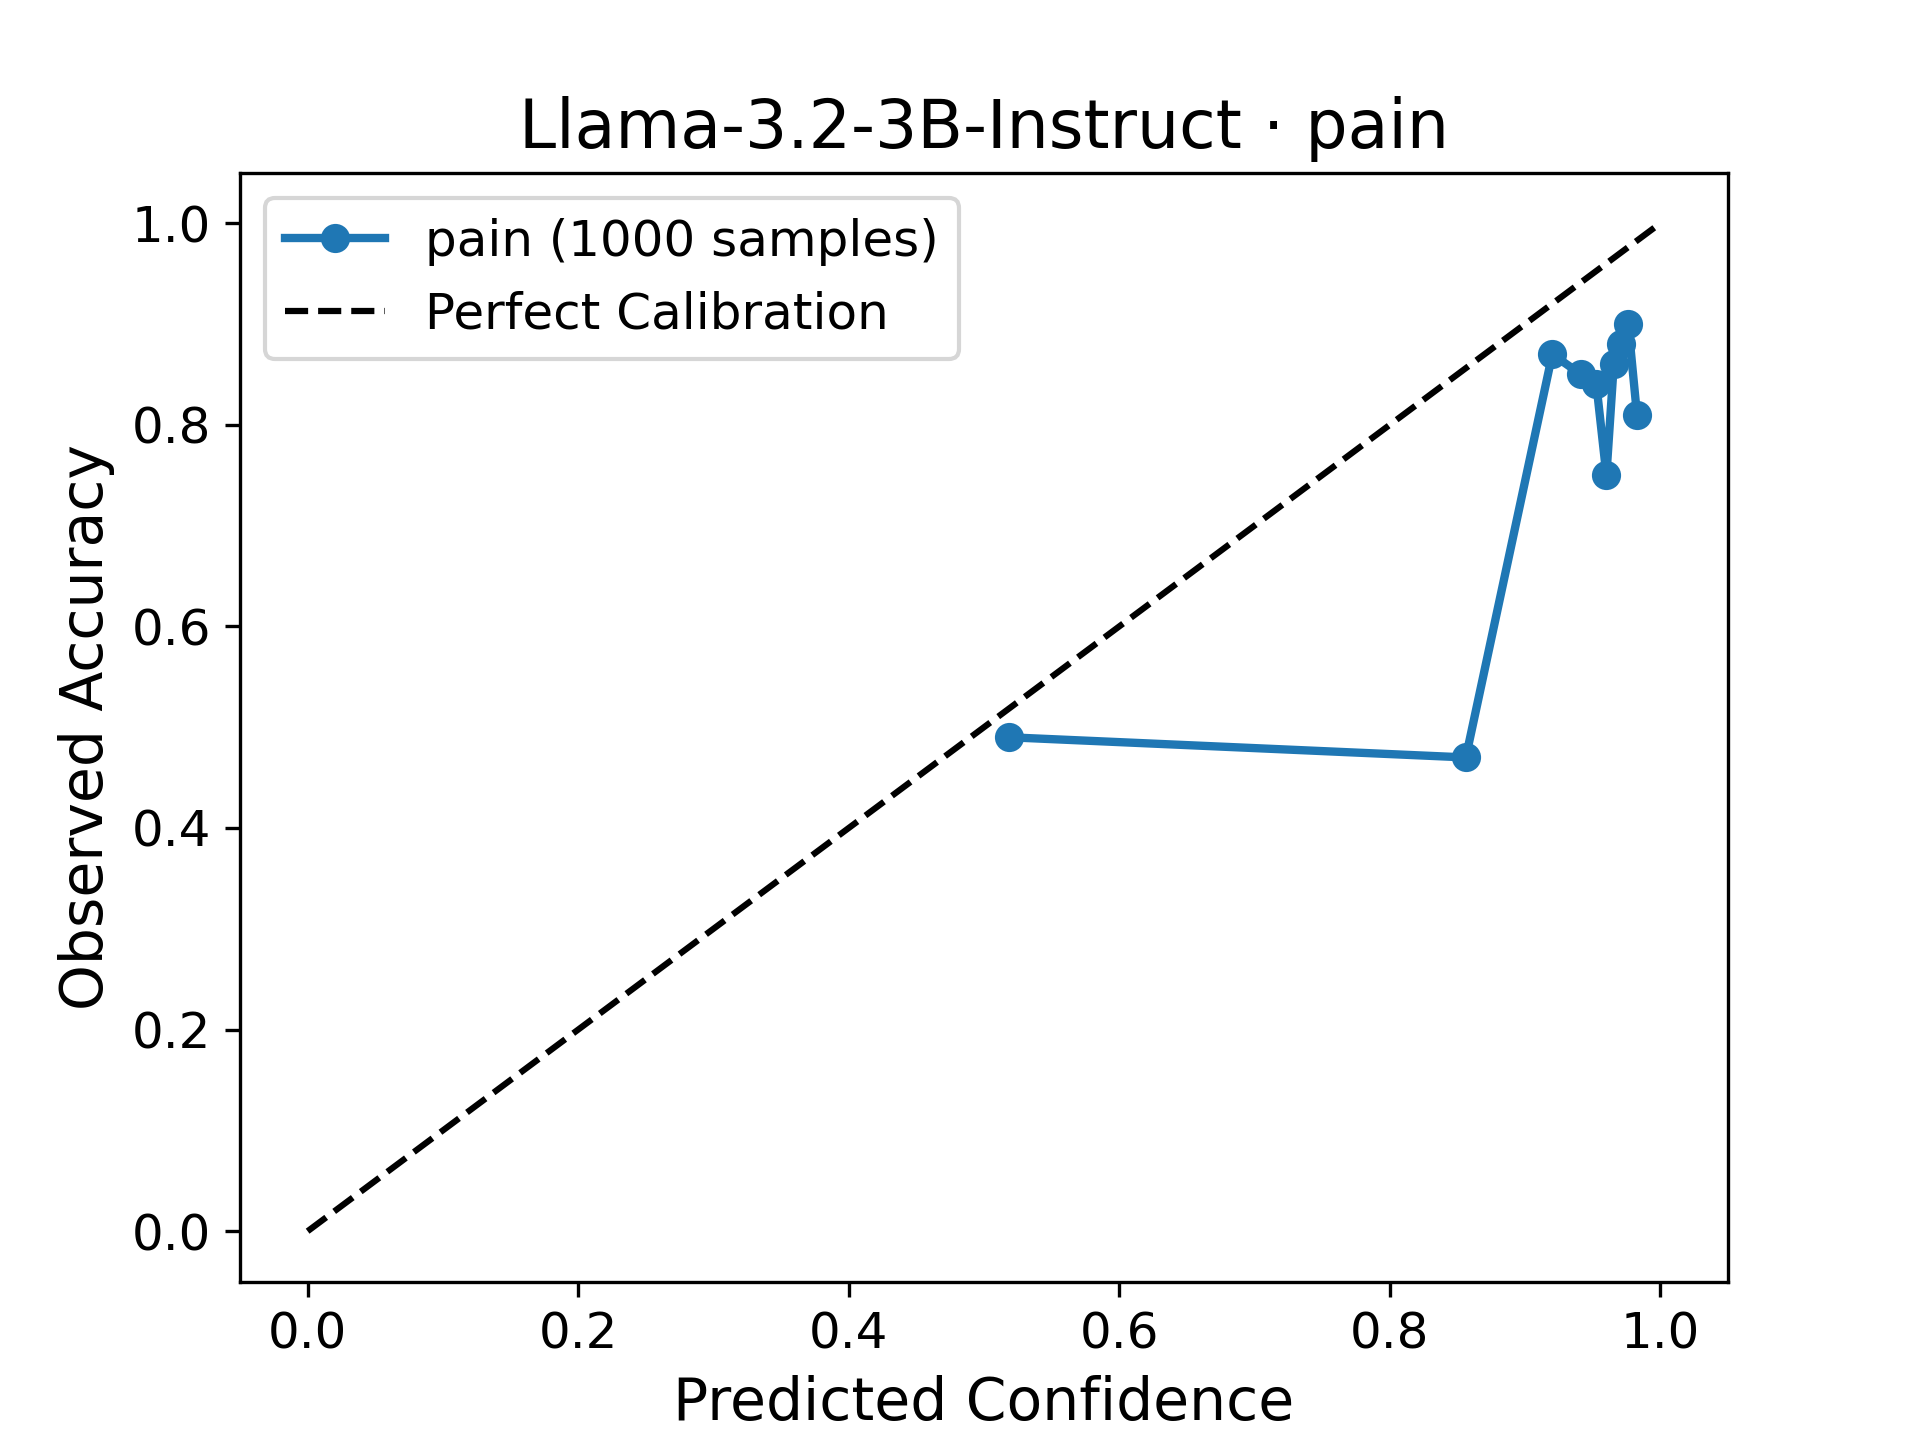 Llama-3.2-3B-Instruct · pain
pain (1000 samples)
Perfect Calibration
Observed Accuracy
1.0
0.8
0.6
0.4
0.2
0.0
0.0 0.2 0.4 0.6 0.8 1.0
Predicted Confidence